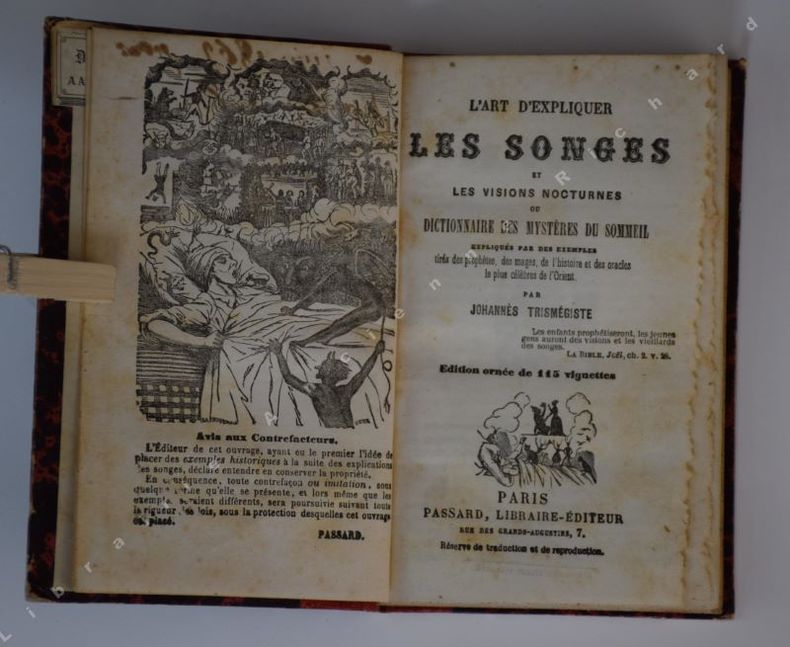 Avis aux Contrefacteurs.
L'Éditeur de cet ouvrage, ayant eu le premier l'idée de
placer des exemples historiques à la suite des explications
des songes, déclare entendre en conserver la propriété.
En conséquence, toute contrefaçon ou imitation, sous
quelque forme qu'elle se présente, et lors même que les
exemples seraient différents, sera poursuivie suivant toute
la rigueur des lois, sous la protection desquelles cet ouvrage
est placé.
PASSARD.
L'ART D'EXPLIQUER
LES SONGES
ET
LES VISIONS NOCTURNES
OU
DICTIONNAIRE DES MYSTÈRES DU SOMMEIL
EXPLIQUÉS PAR DES EXEMPLES
tirés des prophètes, des mages, de l'histoire et des oracles
le plus célèbres de l'Orient.
PAR
JOHANNÈS TRISMÉGISTE
Les enfants prophétiseront, les jeunes
gens auront des visions et les vieillards
des songes.
LA BIBLE, Joël, ch. 2. v. 28.
Edition ornée de 115 vignettes
PARIS
PASSARD, LIBRAIRE-ÉDITEUR
RUE DES GRANDS-AUGUSTINS, 7.
Réserve de traduction et de reproduction.